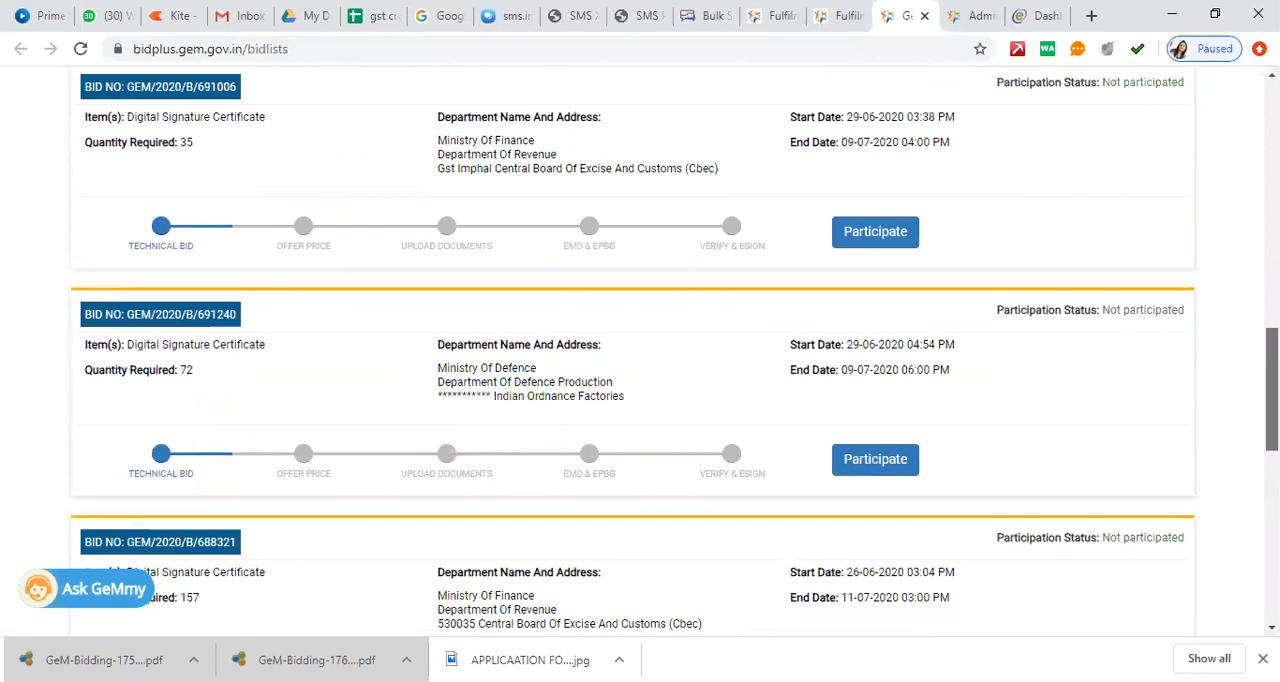 Prime
(30) W
Kite -
Inbox
My D
gst cr
Goog
sms.in
SMS
SMS
Bulk S
Fulfilm
Fulfilm
Ge
Admi
Dashl
bidplus.gem.gov.in/bidlists
WA
Paused
BID NO: GEM/2020/B/691006
Participation Status: Not participated
Item(s): Digital Signature Certificate
Department Name And Address:
Start Date: 29-06-2020 03:38 PM
Quantity Required: 35
Ministry Of Finance
End Date: 09-07-2020 04:00 PM
Department Of Revenue
Gst Imphal Central Board Of Excise And Customs (Cbec)
TECHNICAL BID
OFFER PRICE
UPLOAD DOCUMENTS
EMD & EPBG
VERIFY & ESIGN
Participate
BID NO: GEM/2020/B/691240
Participation Status: Not participated
Item(s): Digital Signature Certificate
Department Name And Address:
Start Date: 29-06-2020 04:54 PM
Quantity Required: 72
Ministry Of Defence
End Date: 09-07-2020 06:00 PM
Department Of Defence Production
*********** Indian Ordnance Factories
TECHNICAL BID
OFFER PRICE
UPLOAD DOCUMENTS
EMD & EPBG
VERIFY & ESIGN
Participate
BID NO: GEM/2020/B/688321
Participation Status: Not participated
Digital Signature Certificate
Department Name And Address:
Start Date: 26-06-2020 03:04 PM
157
Ministry Of Finance
End Date: 11-07-2020 03:00 PM
Department Of Revenue
530035 Central Board Of Excise And Customs (Cbec)
Ask GeMmy
GeM-Bidding-175....pdf
GeM-Bidding-176....pdf
APPLICAATION FO....jpg
Show all